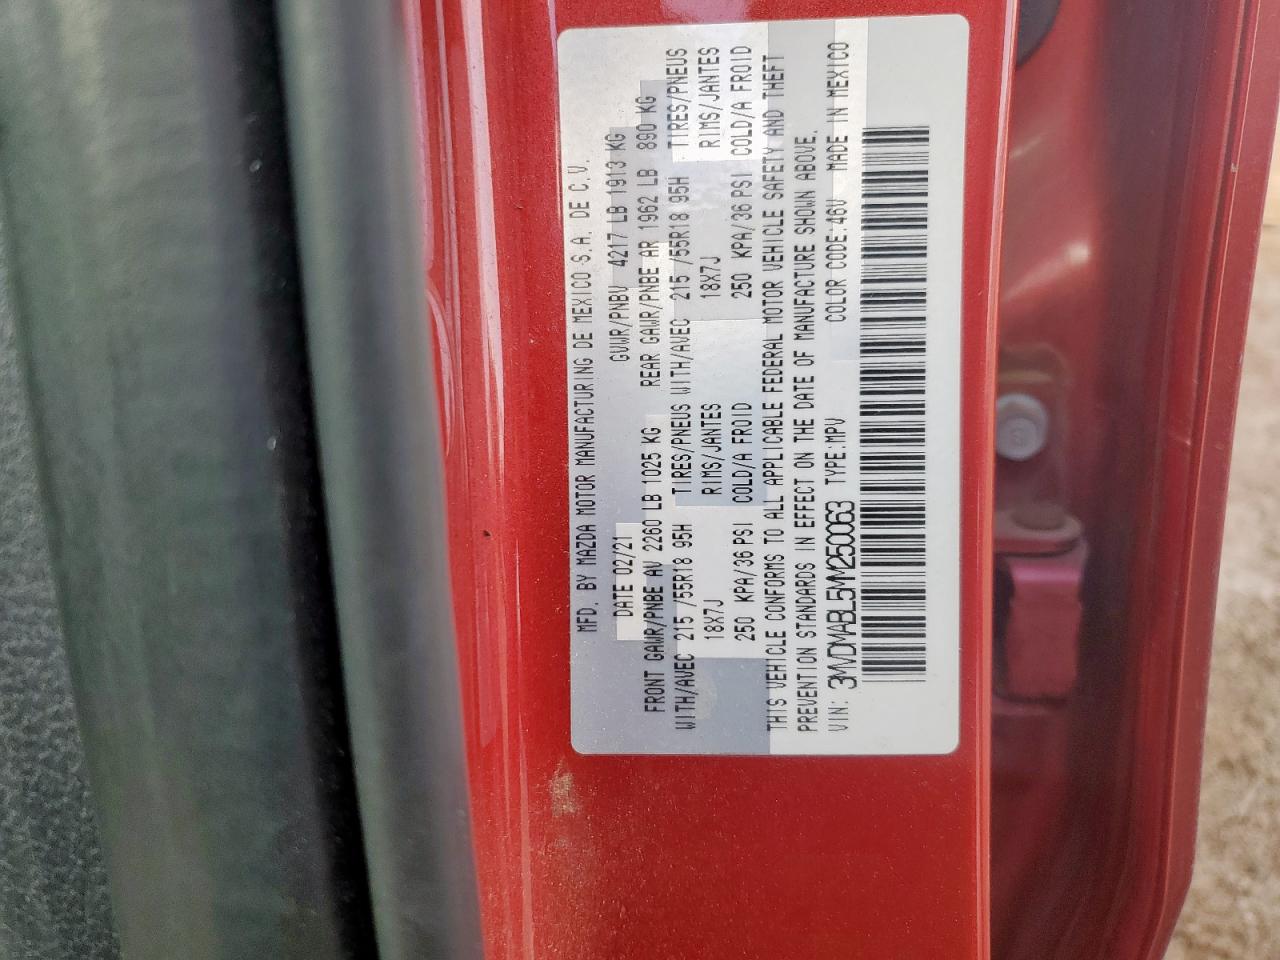 MFD. BY MAZDA MOTOR MANUFACTURING DE MEXICO S.A. DE C.V.
DATE 02/21 GVWR/PNBV 4217 LB 1913 KG
FRONT GAWR/PNBE AV 2260 LB 1025 KG REAR GAWR/PNBE AR 1962 LB 890 KG
WITH/AVEC 215 /55R18 95H TIRES/PNEUS WITH/AVEC 215 /55R18 95H TIRES/PNEUS
18X7J RIMS/JANTES 18X7J RIMS/JANTES
250 KPA/36 PSI COLD/A FROID 250 KPA/36 PSI COLD/A FROID
THIS VEHICLE CONFORMS TO ALL APPLICABLE FEDERAL MOTOR VEHICLE SAFETY AND THEFT
PREVENTION STANDARDS IN EFFECT ON THE DATE OF MANUFACTURE SHOWN ABOVE.
VIN: 3MVDMABL5MM250063 TYPE:MPV COLOR CODE:46V MADE IN MEXICO